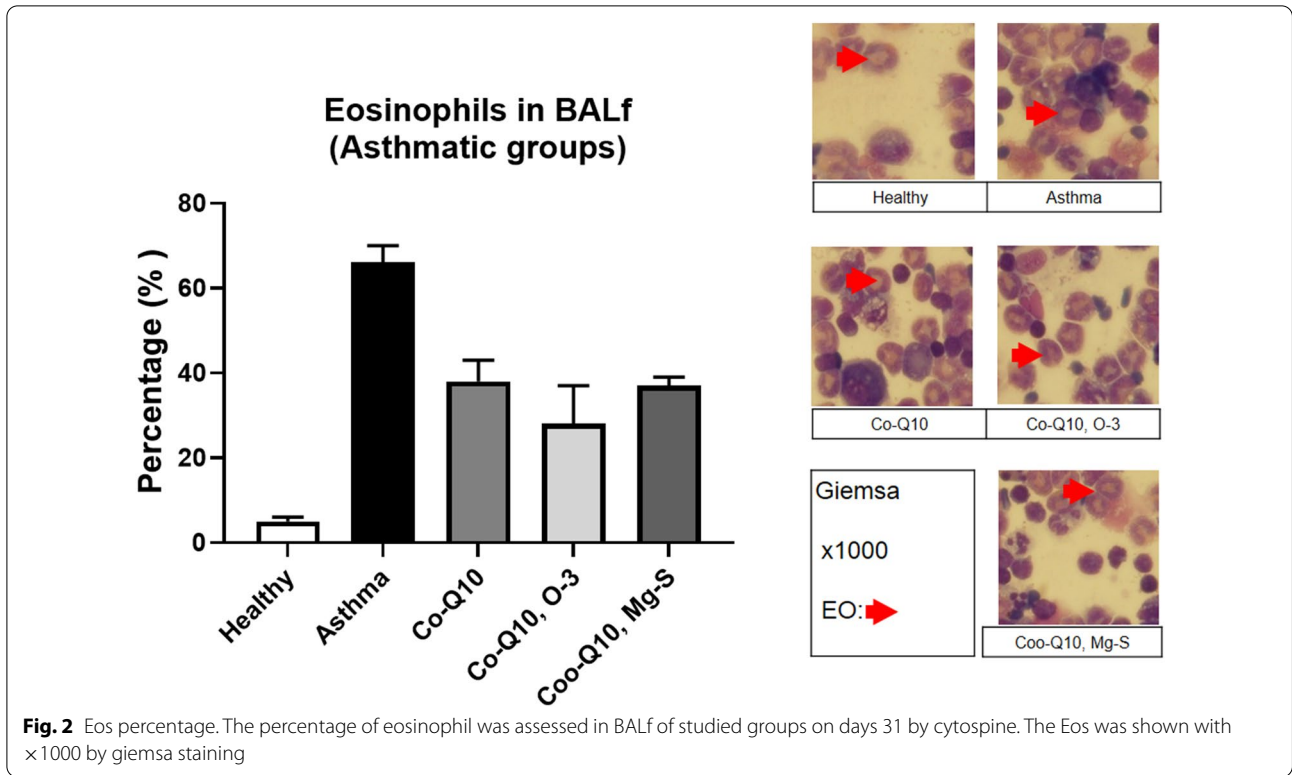 Eosinophils in BALf
(Asthmatic groups)
Percentage (% )
80
60
40
20
0
Healthy
Asthma
Co-Q10
Co-Q10, O-3
Coo-Q10, Mg-S
Healthy
Asthma
Co-Q10
Co-Q10, O-3
Giemsa
x1000
EO:
Coo-Q10, Mg-S
Fig. 2 Eos percentage. The percentage of eosinophil was assessed in BALf of studied groups on days 31 by cytospine. The Eos was shown with
×1000 by giemsa staining